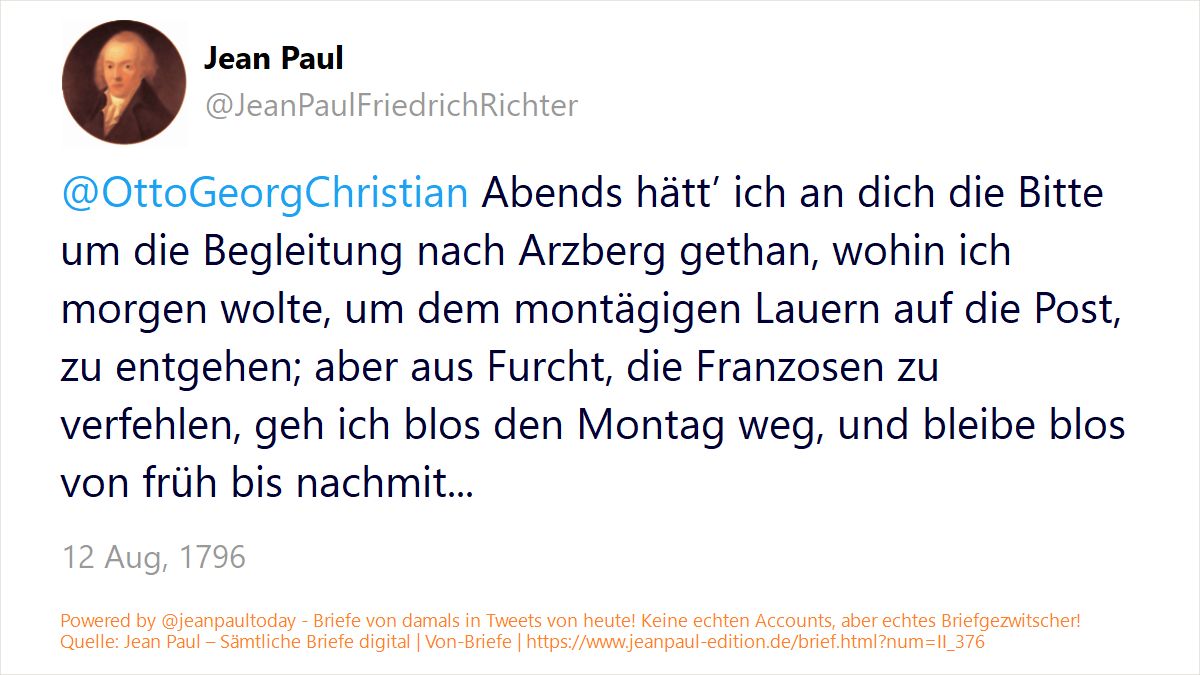 Jean Paul
@JeanPaulFriedrichRichter
@OttoGeorgChristian Abends hätt’ ich an dich die Bitte
um die Begleitung nach Arzberg gethan, wohin ich
morgen wolte, um dem montägigen Lauern auf die Post,
zu entgehen; aber aus Furcht, die Franzosen zu
verfehlen, geh ich blos den Montag weg, und bleibe blos
von früh bis nachmit...
12 Aug, 1796
Powered by @jeanpaultoday - Briefe von damals in Tweets von heute! Keine echten Accounts, aber echtes Briefgezwitscher!
Quelle: Jean Paul – Sämtliche Briefe digital | Von-Briefe | https://www.jeanpaul-edition.de/brief.html?num=II_376